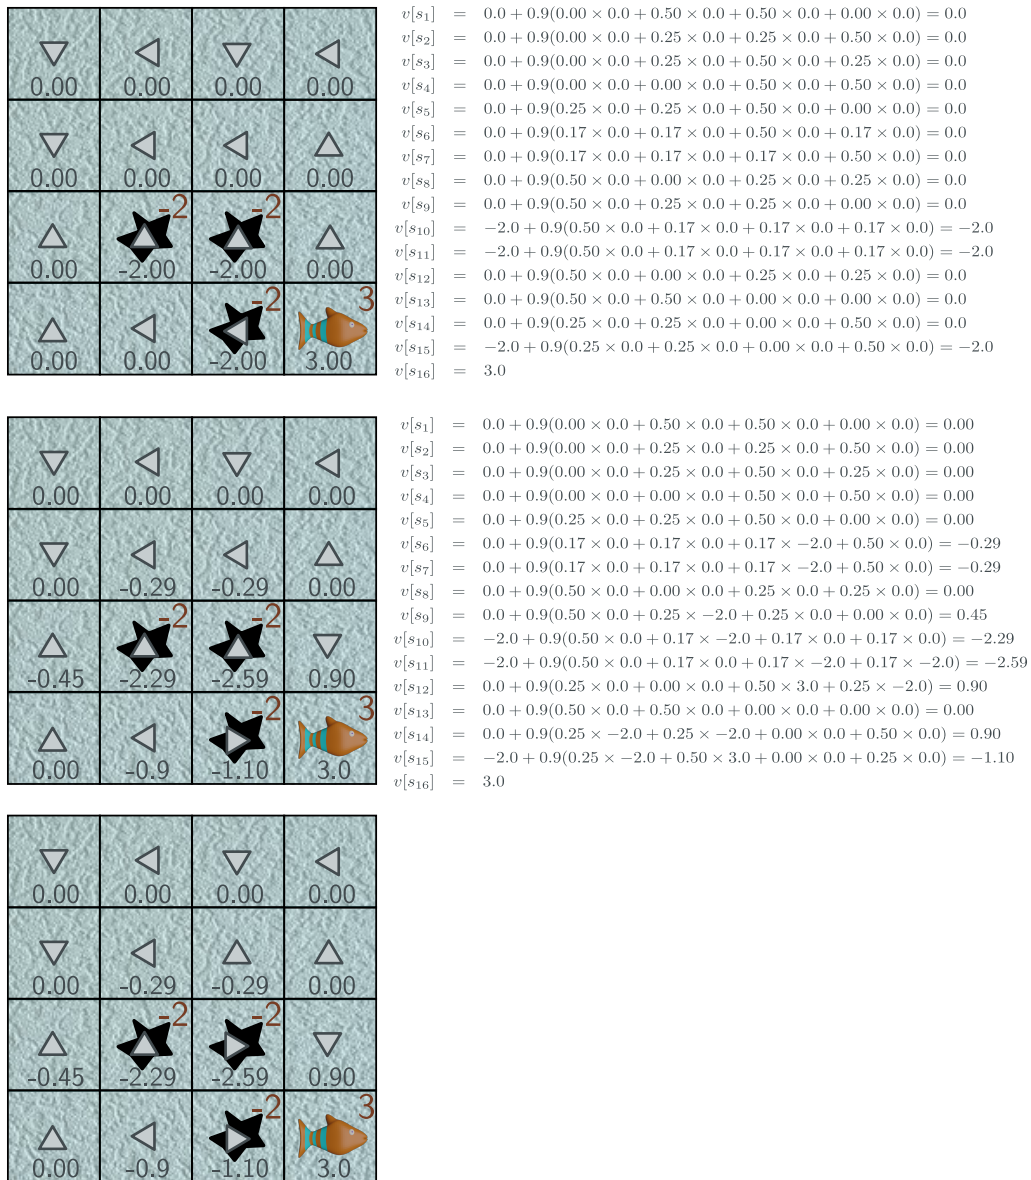 0.00 0.00 0.00 0.00
0.00 0.00 0.00 0.00
-2 -2
0.00 -2.00 -2.00 0.00
-2 3
0.00 0.00 -2.00 3.00
v[s₁] = 0.0 + 0.9(0.00 × 0.0 + 0.50 × 0.0 + 0.50 × 0.0 + 0.00 × 0.0) = 0.0
v[s₂] = 0.0 + 0.9(0.00 × 0.0 + 0.25 × 0.0 + 0.25 × 0.0 + 0.50 × 0.0) = 0.0
v[s₃] = 0.0 + 0.9(0.00 × 0.0 + 0.25 × 0.0 + 0.50 × 0.0 + 0.25 × 0.0) = 0.0
v[s₄] = 0.0 + 0.9(0.00 × 0.0 + 0.00 × 0.0 + 0.50 × 0.0 + 0.50 × 0.0) = 0.0
v[s₅] = 0.0 + 0.9(0.25 × 0.0 + 0.25 × 0.0 + 0.50 × 0.0 + 0.00 × 0.0) = 0.0
v[s₆] = 0.0 + 0.9(0.17 × 0.0 + 0.17 × 0.0 + 0.50 × 0.0 + 0.17 × 0.0) = 0.0
v[s₇] = 0.0 + 0.9(0.17 × 0.0 + 0.17 × 0.0 + 0.17 × 0.0 + 0.50 × 0.0) = 0.0
v[s₈] = 0.0 + 0.9(0.50 × 0.0 + 0.00 × 0.0 + 0.25 × 0.0 + 0.25 × 0.0) = 0.0
v[s₉] = 0.0 + 0.9(0.50 × 0.0 + 0.25 × 0.0 + 0.25 × 0.0 + 0.00 × 0.0) = 0.0
v[s₁₀] = −2.0 + 0.9(0.50 × 0.0 + 0.17 × 0.0 + 0.17 × 0.0 + 0.17 × 0.0) = −2.0
v[s₁₁] = −2.0 + 0.9(0.50 × 0.0 + 0.17 × 0.0 + 0.17 × 0.0 + 0.17 × 0.0) = −2.0
v[s₁₂] = 0.0 + 0.9(0.50 × 0.0 + 0.00 × 0.0 + 0.25 × 0.0 + 0.25 × 0.0) = 0.0
v[s₁₃] = 0.0 + 0.9(0.50 × 0.0 + 0.50 × 0.0 + 0.00 × 0.0 + 0.00 × 0.0) = 0.0
v[s₁₄] = 0.0 + 0.9(0.25 × 0.0 + 0.25 × 0.0 + 0.00 × 0.0 + 0.50 × 0.0) = 0.0
v[s₁₅] = −2.0 + 0.9(0.25 × 0.0 + 0.25 × 0.0 + 0.00 × 0.0 + 0.50 × 0.0) = −2.0
v[s₁₆] = 3.0
0.00 0.00 0.00 0.00
0.00 -0.29 -0.29 0.00
-2 -2
-0.45 -2.29 -2.59 0.90
-2 3
0.00 -0.9 -1.10 3.0
v[s₁] = 0.0 + 0.9(0.00 × 0.0 + 0.50 × 0.0 + 0.50 × 0.0 + 0.00 × 0.0) = 0.00
v[s₂] = 0.0 + 0.9(0.00 × 0.0 + 0.25 × 0.0 + 0.25 × 0.0 + 0.50 × 0.0) = 0.00
v[s₃] = 0.0 + 0.9(0.00 × 0.0 + 0.25 × 0.0 + 0.50 × 0.0 + 0.25 × 0.0) = 0.00
v[s₄] = 0.0 + 0.9(0.00 × 0.0 + 0.00 × 0.0 + 0.50 × 0.0 + 0.50 × 0.0) = 0.00
v[s₅] = 0.0 + 0.9(0.25 × 0.0 + 0.25 × 0.0 + 0.50 × 0.0 + 0.00 × 0.0) = 0.00
v[s₆] = 0.0 + 0.9(0.17 × 0.0 + 0.17 × 0.0 + 0.17 × −2.0 + 0.50 × 0.0) = −0.29
v[s₇] = 0.0 + 0.9(0.17 × 0.0 + 0.17 × 0.0 + 0.17 × −2.0 + 0.50 × 0.0) = −0.29
v[s₈] = 0.0 + 0.9(0.50 × 0.0 + 0.00 × 0.0 + 0.25 × 0.0 + 0.25 × 0.0) = 0.00
v[s₉] = 0.0 + 0.9(0.50 × 0.0 + 0.25 × −2.0 + 0.25 × 0.0 + 0.00 × 0.0) = 0.45
v[s₁₀] = −2.0 + 0.9(0.50 × 0.0 + 0.17 × −2.0 + 0.17 × 0.0 + 0.17 × 0.0) = −2.29
v[s₁₁] = −2.0 + 0.9(0.50 × 0.0 + 0.17 × 0.0 + 0.17 × −2.0 + 0.17 × −2.0) = −2.59
v[s₁₂] = 0.0 + 0.9(0.25 × 0.0 + 0.00 × 0.0 + 0.50 × 3.0 + 0.25 × −2.0) = 0.90
v[s₁₃] = 0.0 + 0.9(0.50 × 0.0 + 0.50 × 0.0 + 0.00 × 0.0 + 0.00 × 0.0) = 0.00
v[s₁₄] = 0.0 + 0.9(0.25 × −2.0 + 0.25 × −2.0 + 0.00 × 0.0 + 0.50 × 0.0) = 0.90
v[s₁₅] = −2.0 + 0.9(0.25 × −2.0 + 0.50 × 3.0 + 0.00 × 0.0 + 0.25 × 0.0) = −1.10
v[s₁₆] = 3.0
0.00 0.00 0.00 0.00
0.00 -0.29 -0.29 0.00
-2 -2
-0.45 -2.29 -2.59 0.90
-2 3
0.00 -0.9 -1.10 3.0